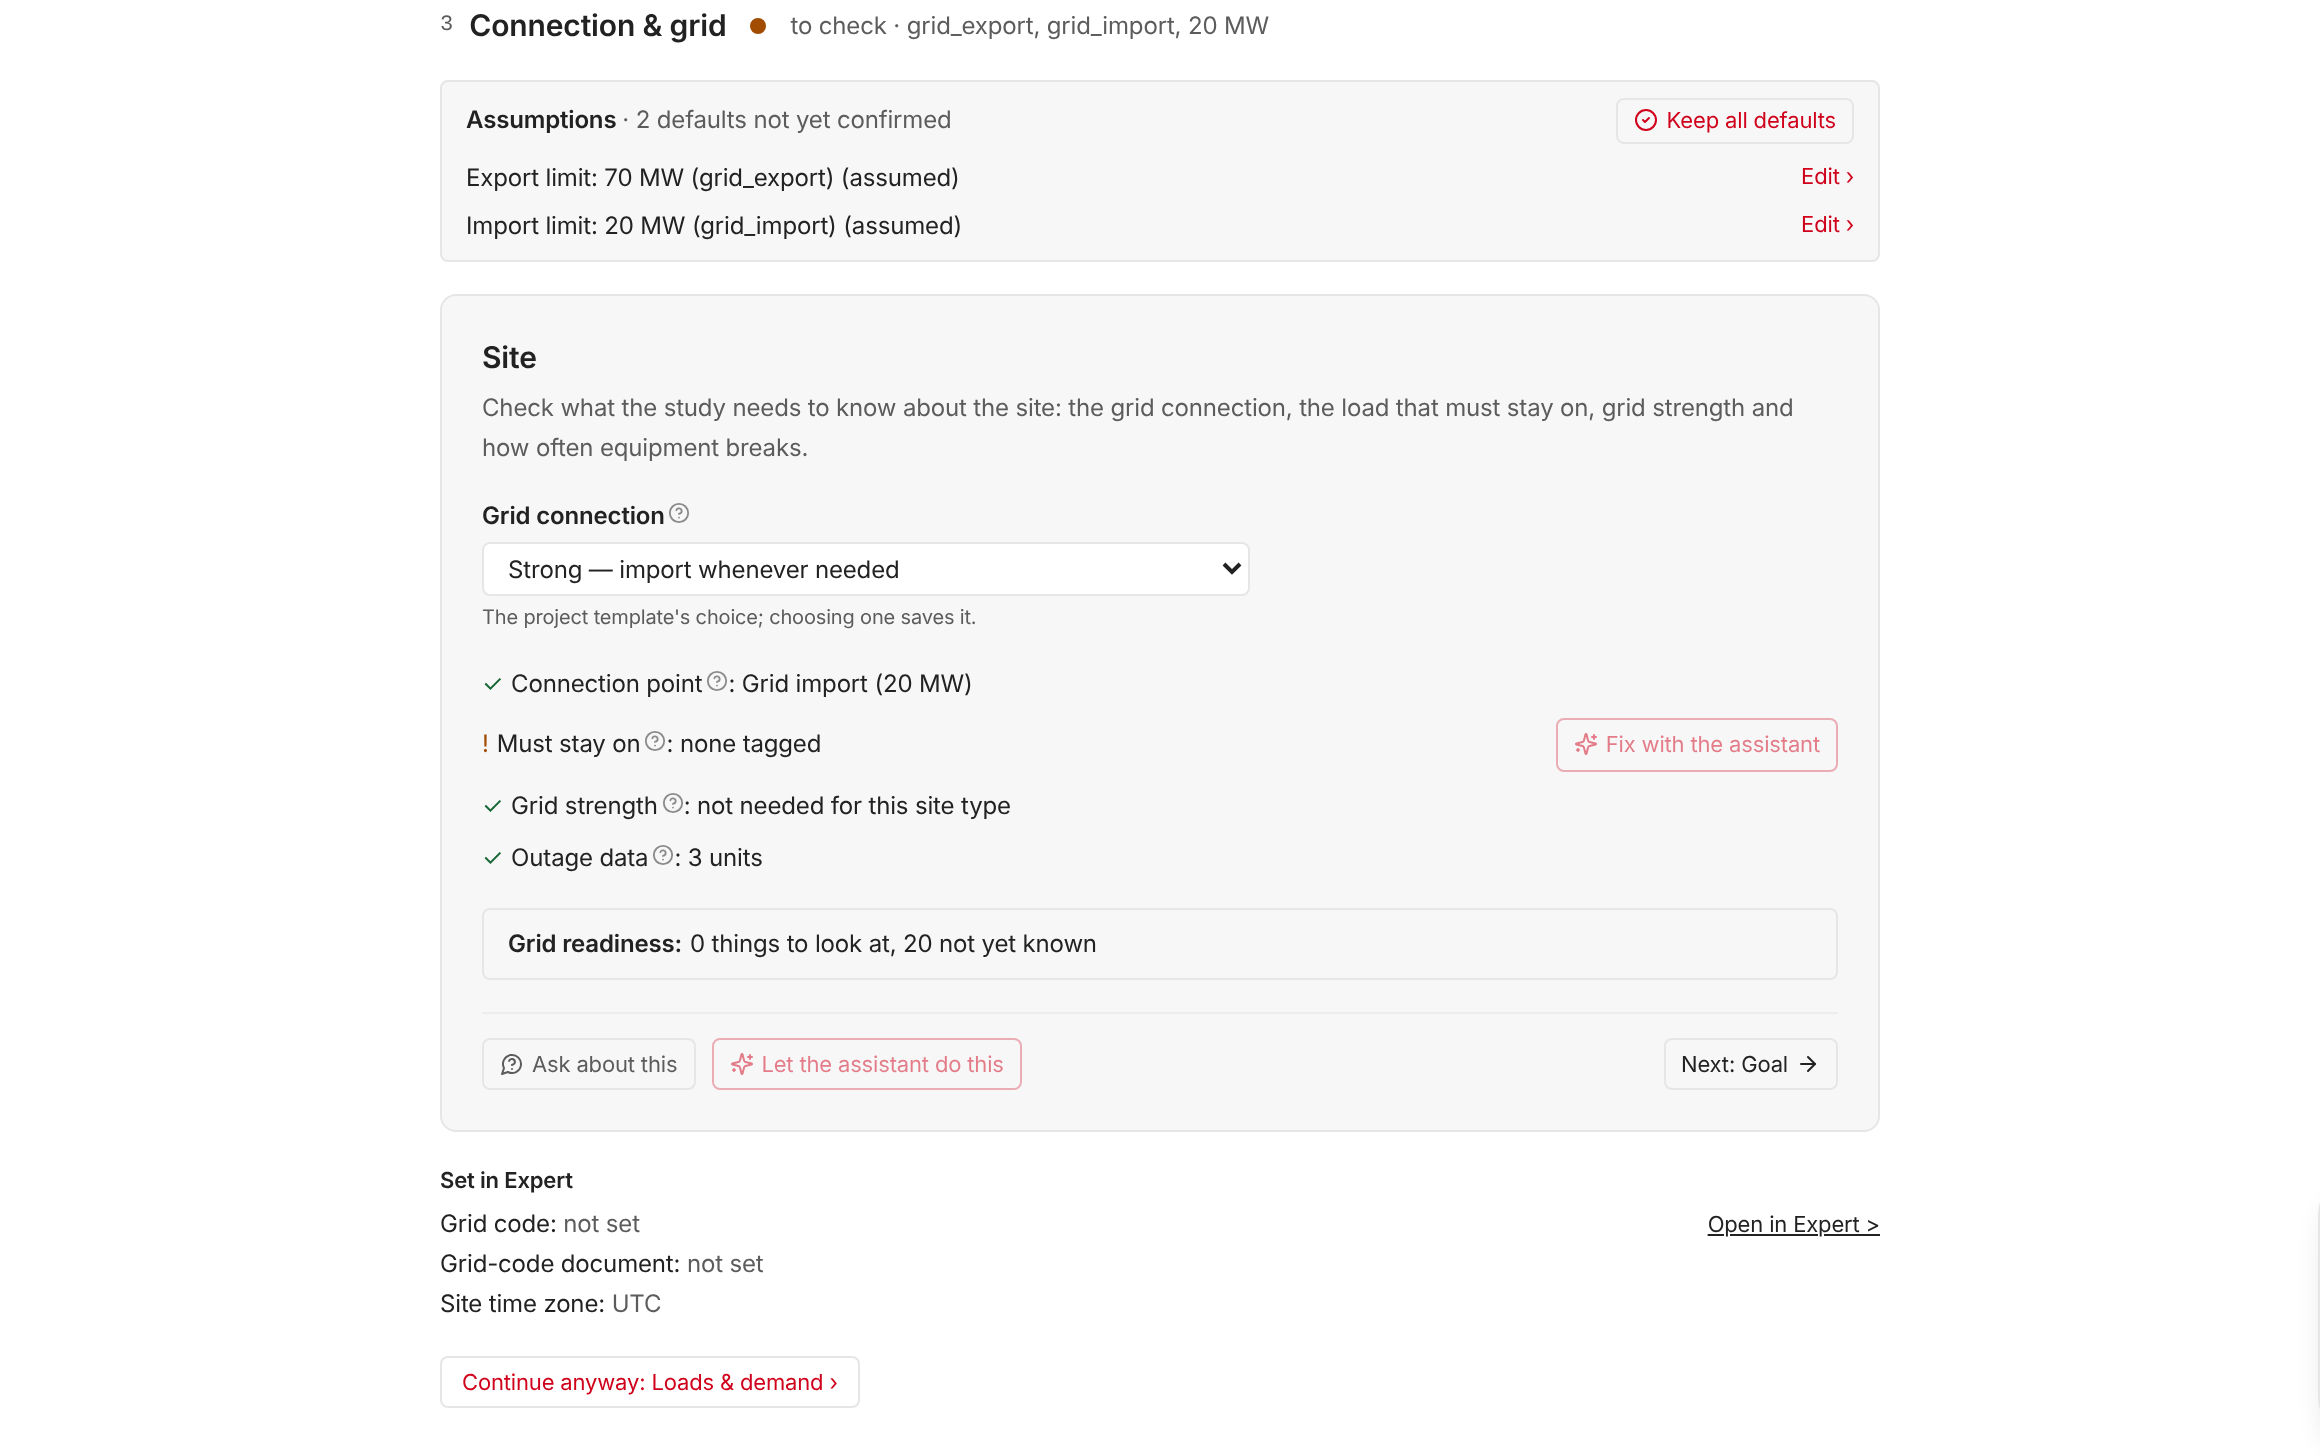 3 Connection & grid to check · grid_export, grid_import, 20 MW
Assumptions · 2 defaults not yet confirmed
Keep all defaults
Export limit: 70 MW (grid_export) (assumed)
Edit ›
Import limit: 20 MW (grid_import) (assumed)
Edit ›
Site
Check what the study needs to know about the site: the grid connection, the load that must stay on, grid strength and
how often equipment breaks.
Grid connection ?
Strong — import whenever needed
The project template's choice; choosing one saves it.
✓ Connection point ? : Grid import (20 MW)
! Must stay on ? : none tagged
Fix with the assistant
✓ Grid strength ? : not needed for this site type
✓ Outage data ? : 3 units
Grid readiness: 0 things to look at, 20 not yet known
Ask about this
Let the assistant do this
Next: Goal →
Set in Expert
Grid code: not set
Open in Expert >
Grid-code document: not set
Site time zone: UTC
Continue anyway: Loads & demand ›